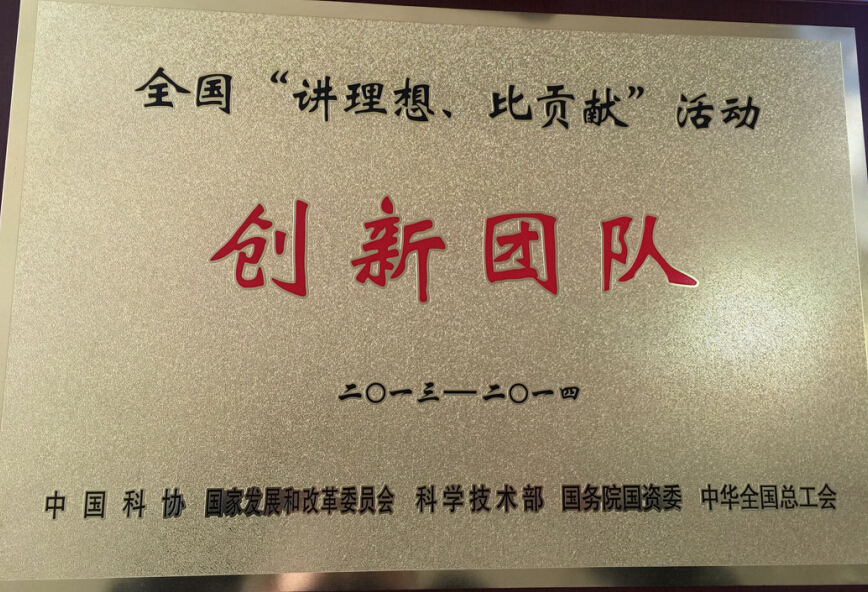 全国“讲理想、比贡献”活动
创新团队
二〇一三—二〇一四
中国科协 国家发展和改革委员会 科学技术部 国务院国资委 中华全国总工会